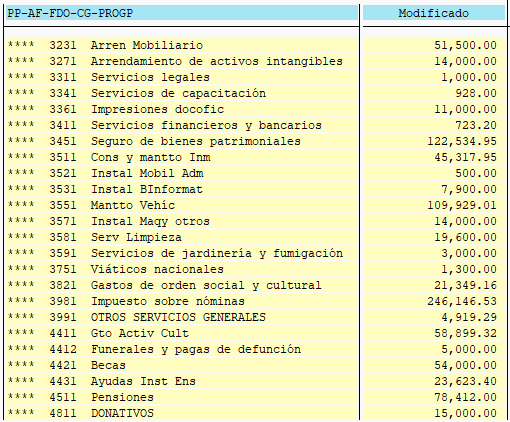 PP-AF-FDO-CG-PROGP Modificado
**** 3231 Arren Mobiliario 51,500.00
**** 3271 Arrendamiento de activos intangibles 14,000.00
**** 3311 Servicios legales 1,000.00
**** 3341 Servicios de capacitación 928.00
**** 3361 Impresiones docofic 11,000.00
**** 3411 Servicios financieros y bancarios 723.20
**** 3451 Seguro de bienes patrimoniales 122,534.95
**** 3511 Cons y mantto Inm 45,317.95
**** 3521 Instal Mobil Adm 500.00
**** 3531 Instal BInformat 7,900.00
**** 3551 Mantto Vehíc 109,929.01
**** 3571 Instal Maqy otros 14,000.00
**** 3581 Serv Limpieza 19,600.00
**** 3591 Servicios de jardinería y fumigación 3,000.00
**** 3751 Viáticos nacionales 1,300.00
**** 3821 Gastos de orden social y cultural 21,349.16
**** 3981 Impuesto sobre nóminas 246,146.53
**** 3991 OTROS SERVICIOS GENERALES 4,919.29
**** 4411 Gto Activ Cult 58,899.32
**** 4412 Funerales y pagas de defunción 5,000.00
**** 4421 Becas 54,000.00
**** 4431 Ayudas Inst Ens 23,623.40
**** 4511 Pensiones 78,412.00
**** 4811 DONATIVOS 15,000.00